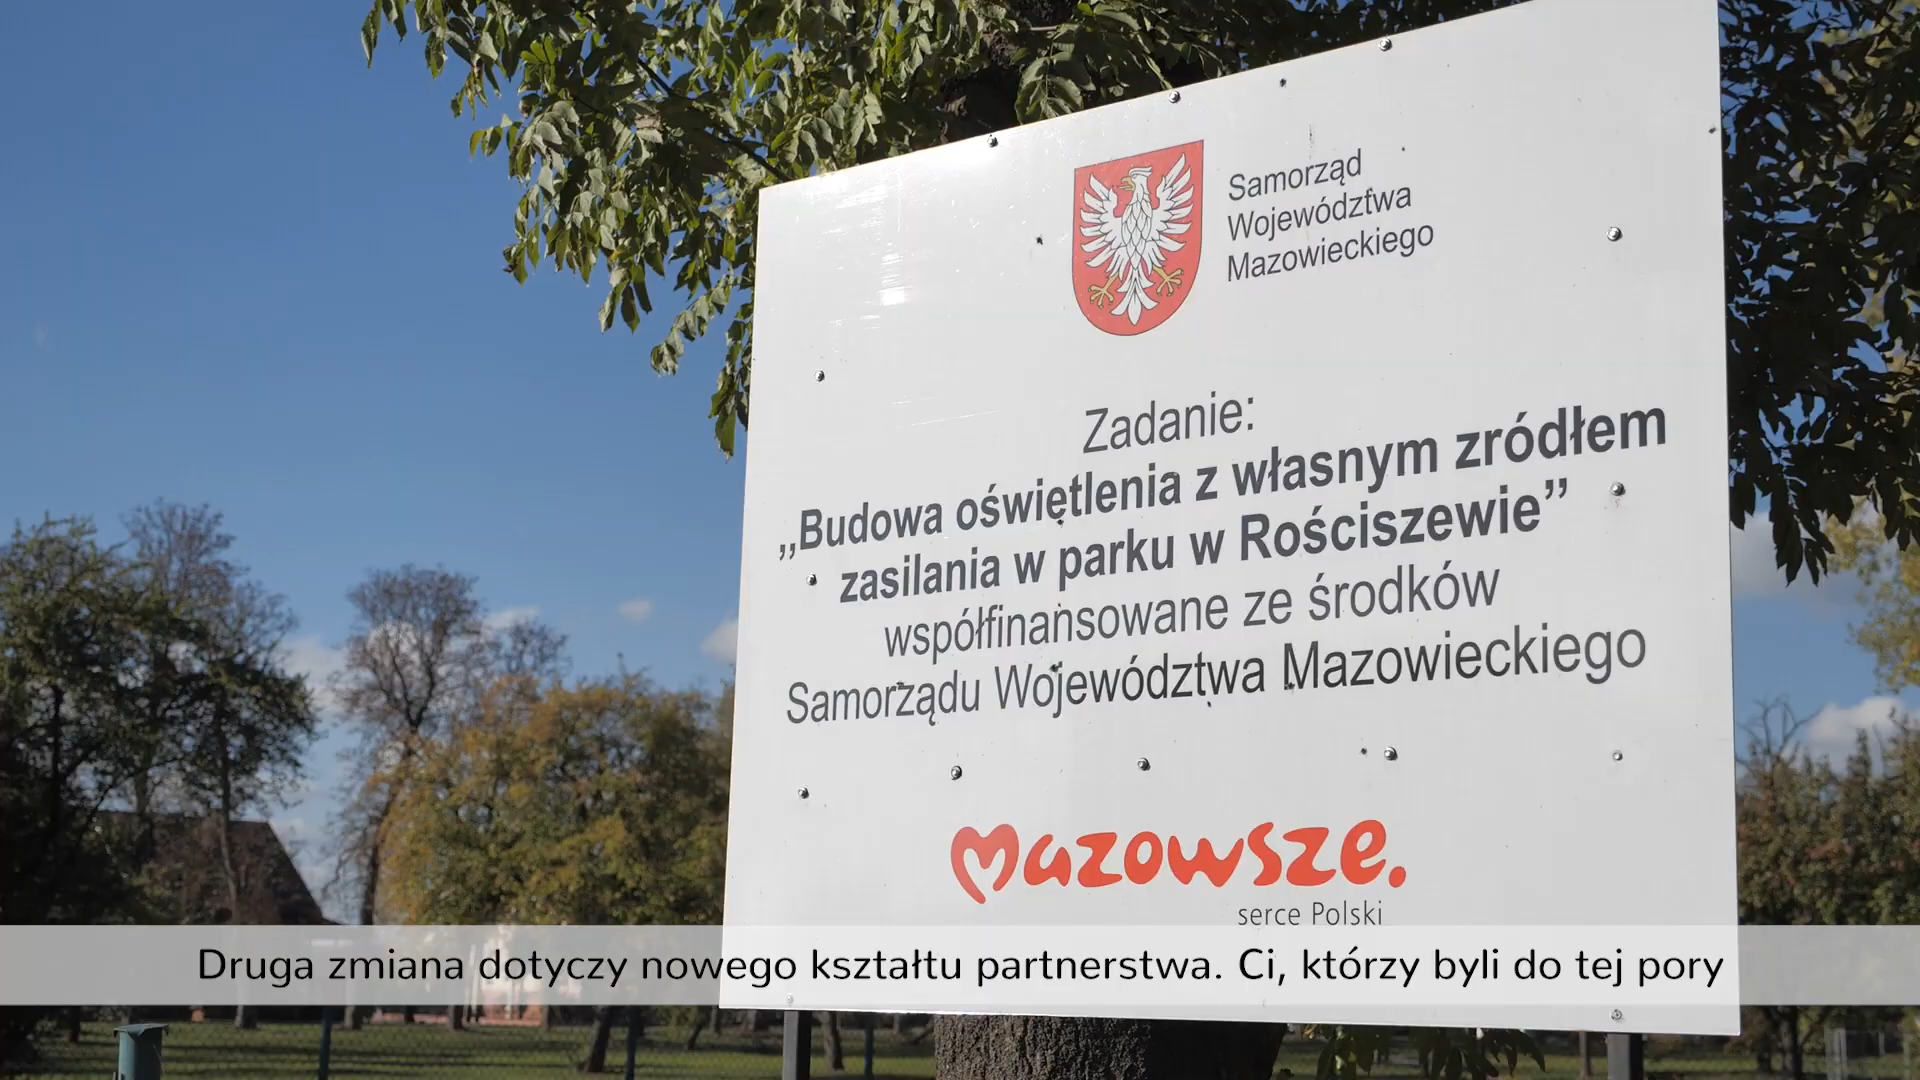 Samorząd
Województwa
Mazowieckiego
Zadanie:
„Budowa oświetlenia z własnym zródłem
zasilania w parku w Rościszewie”
współfinansowane ze środków
Samorządu Województwa Mazowieckiego
mazowsze.
serce Polski
Druga zmiana dotyczy nowego kształtu partnerstwa. Ci, którzy byli do tej pory